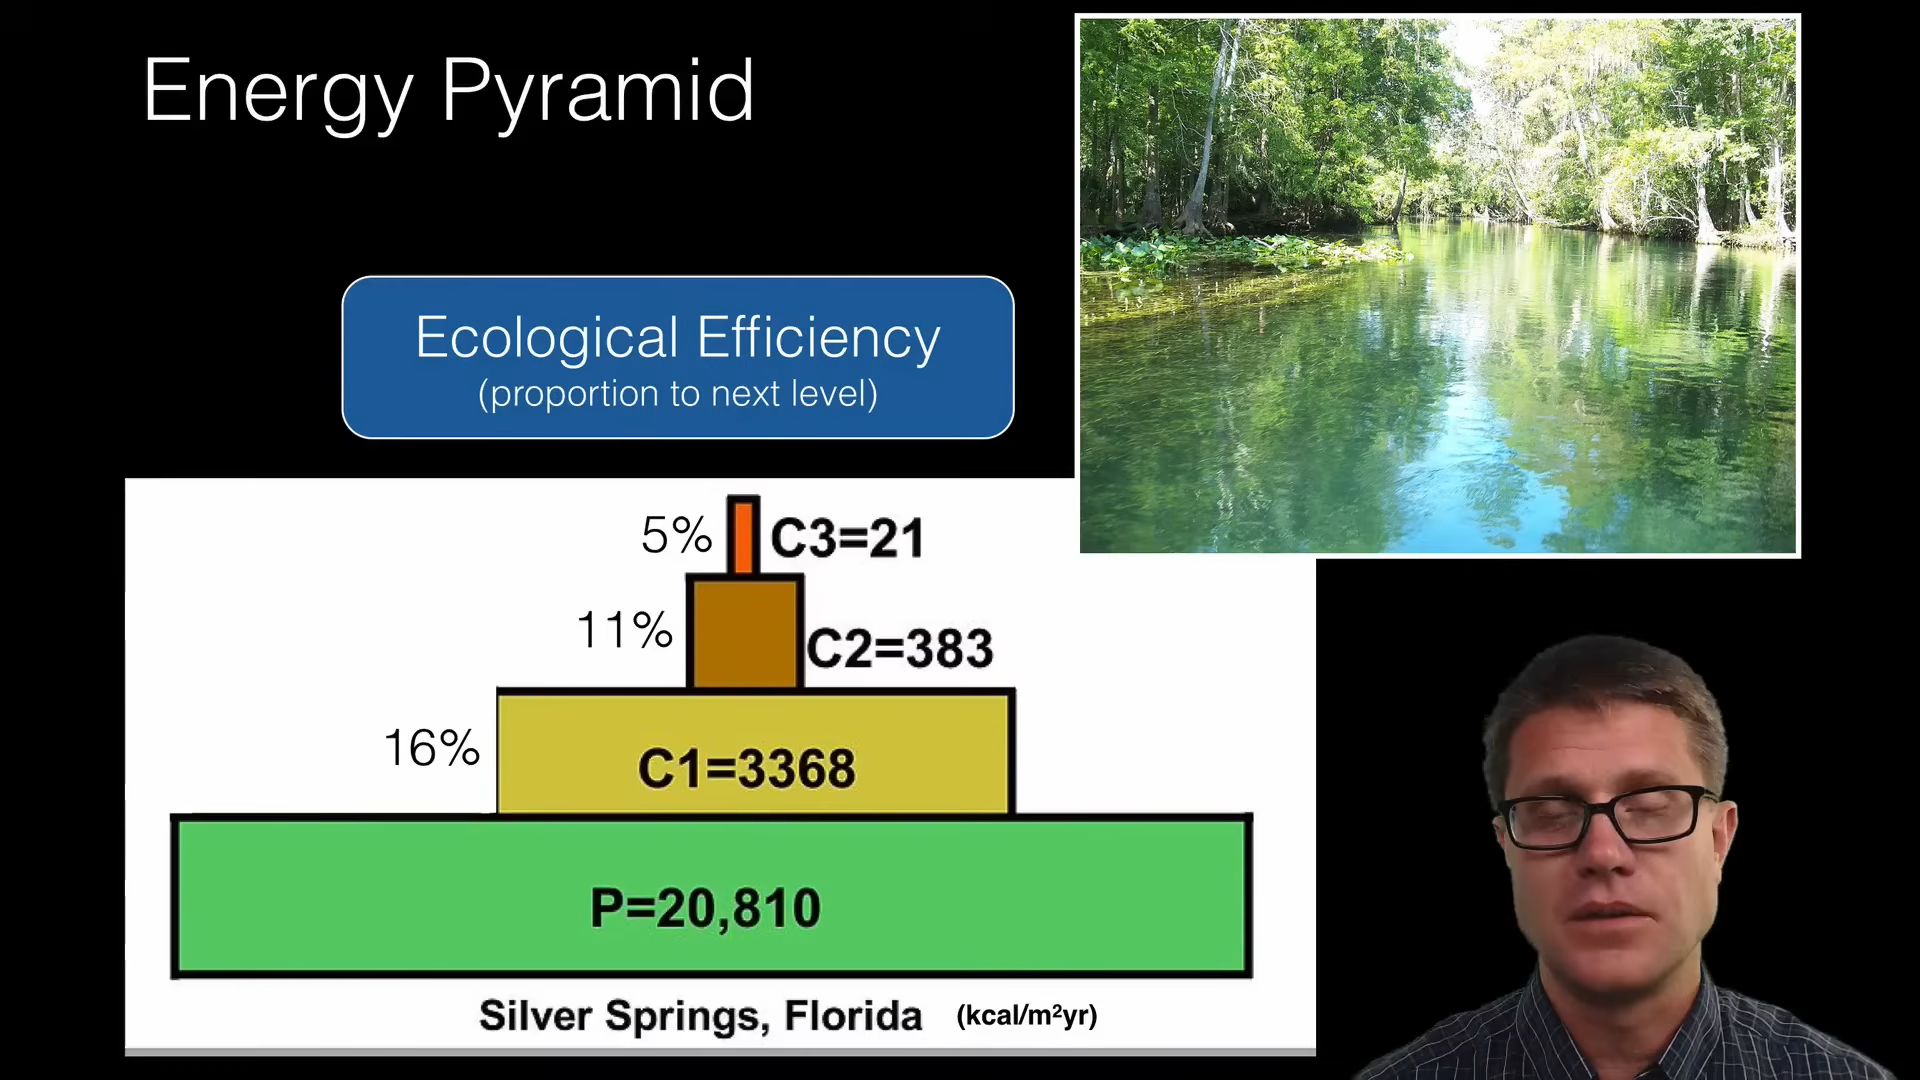 Energy Pyramid
Ecological Efficiency
(proportion to next level)
5%
C3=21
11%
C2=383
16%
C1=3368
P=20,810
Silver Springs, Florida (kcal/m²yr)